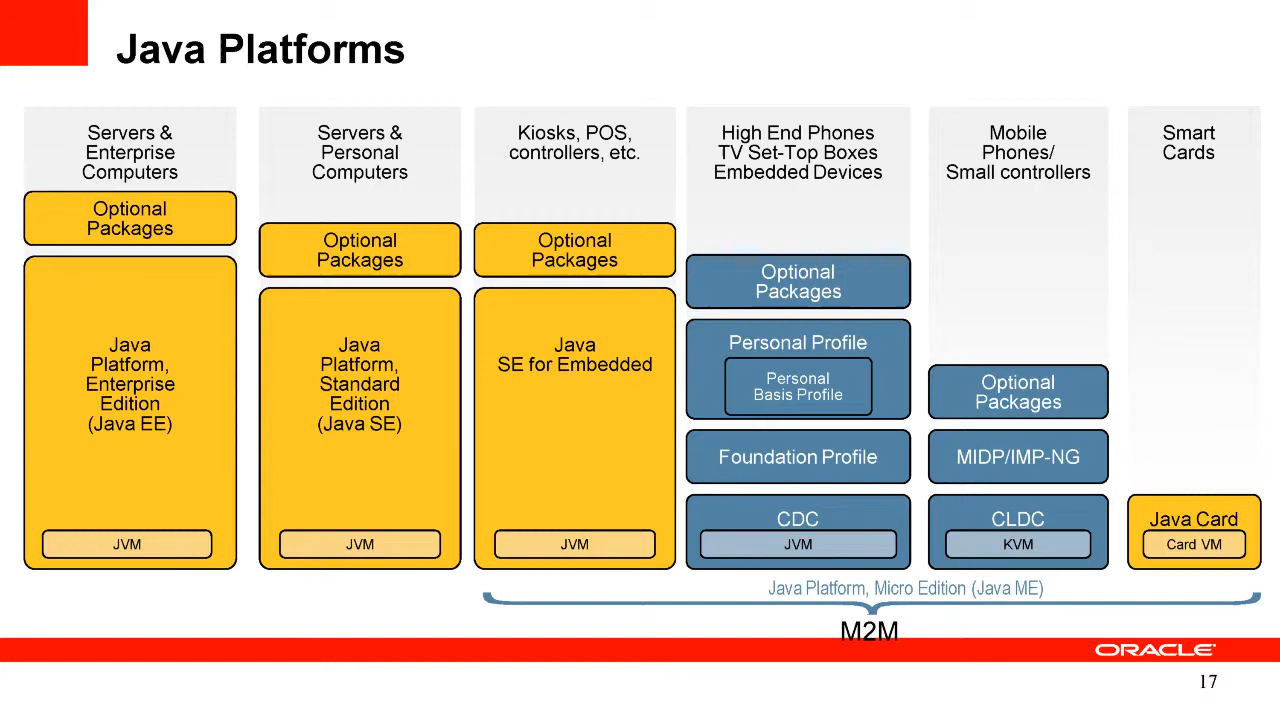 Java Platforms
Servers &
Enterprise
Computers
Optional
Packages
Java
Platform,
Enterprise
Edition
(Java EE)
JVM
Servers &
Personal
Computers
Optional
Packages
Java
Platform,
Standard
Edition
(Java SE)
JVM
Kiosks, POS,
controllers, etc.
Optional
Packages
Java
SE for Embedded
JVM
High End Phones
TV Set-Top Boxes
Embedded Devices
Optional
Packages
Personal Profile
Personal
Basis Profile
Foundation Profile
CDC
JVM
Mobile
Phones/
Small controllers
Optional
Packages
MIDP/IMP-NG
CLDC
KVM
Smart
Cards
Java Card
Card VM
Java Platform, Micro Edition (Java ME)
M2M
ORACLE
17